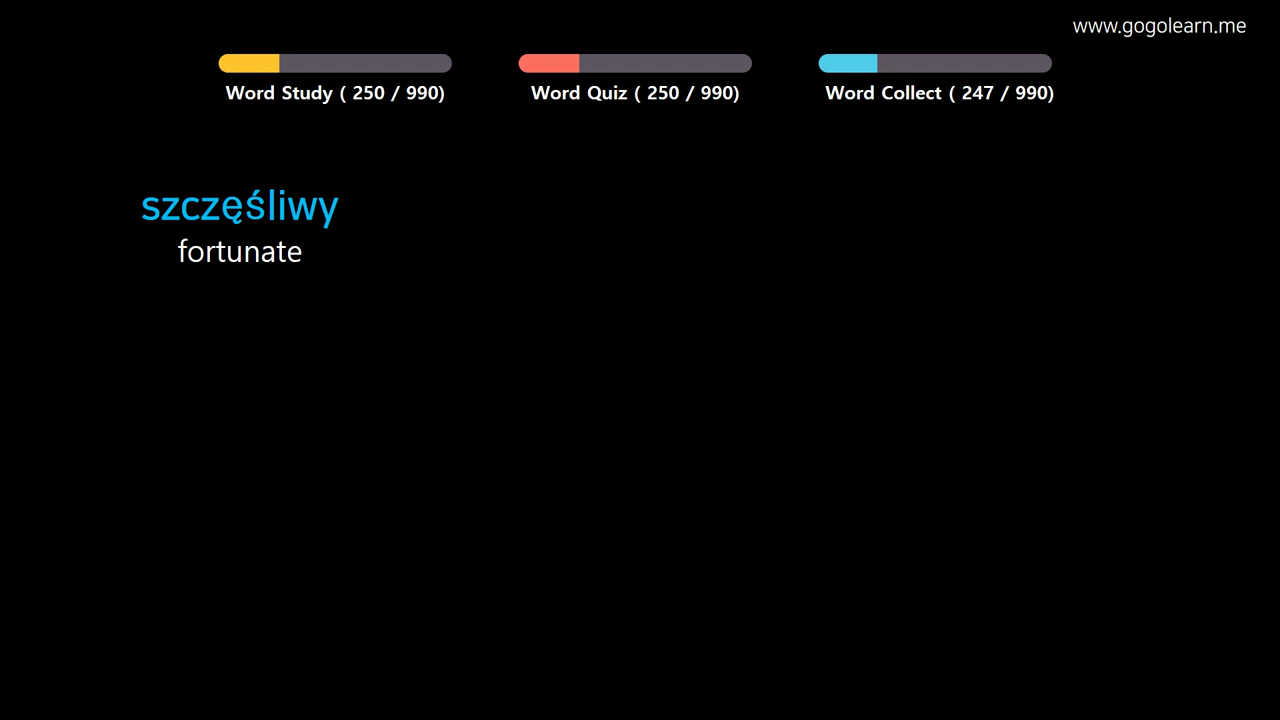 www.gogolearn.me
Word Study ( 250 / 990)
Word Quiz ( 250 / 990)
Word Collect ( 247 / 990)
szczęśliwy
fortunate